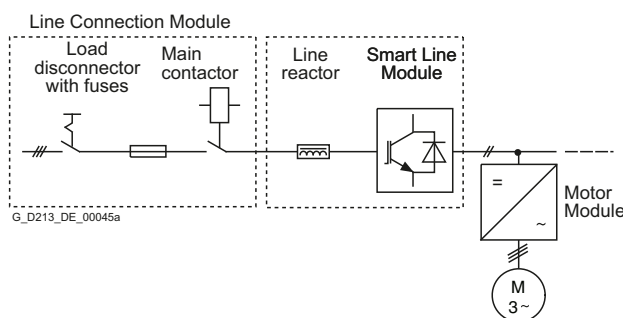 Line Connection Module
Load
disconnector
with fuses
Main
contactor
Line
reactor
Smart Line
Module
G_D213_DE_00045a
=
~
Motor
Module
M
3~